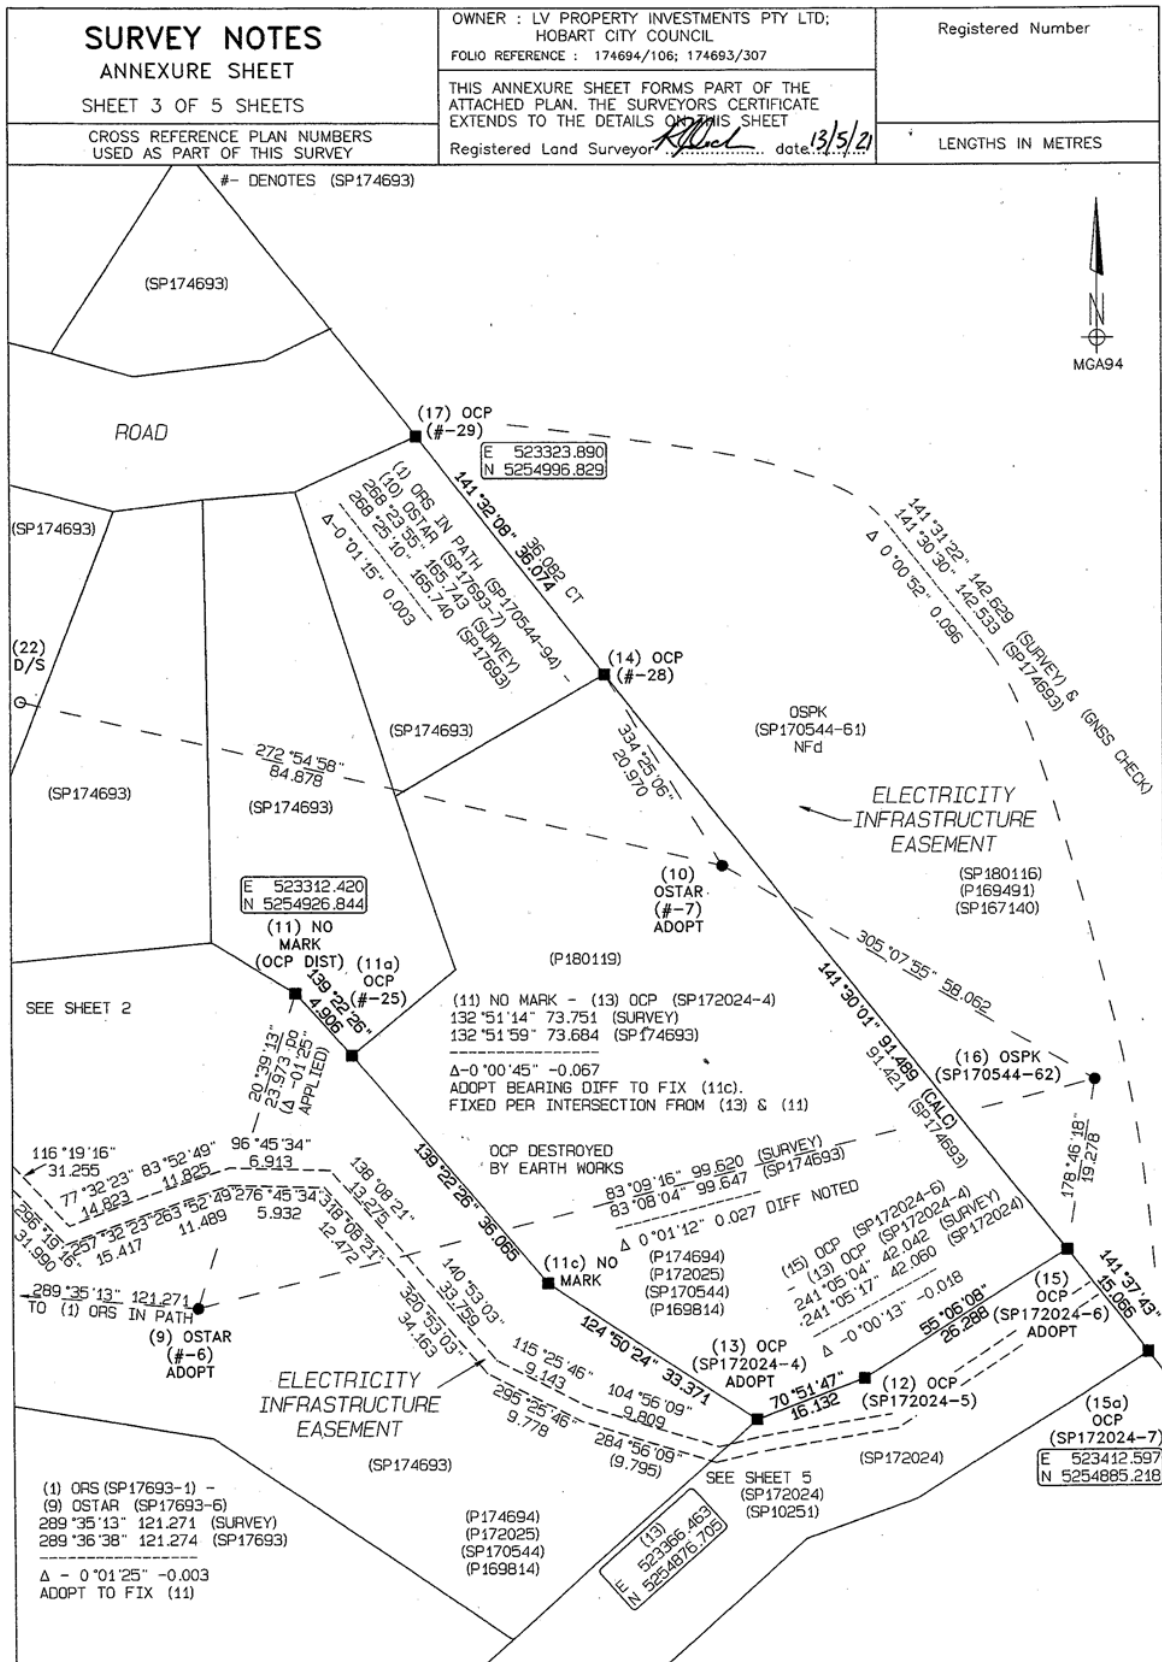 SURVEY NOTES
ANNEXURE SHEET
SHEET 3 OF 5 SHEETS
CROSS REFERENCE PLAN NUMBERS
USED AS PART OF THIS SURVEY
OWNER : LV PROPERTY INVESTMENTS PTY LTD;
HOBART CITY COUNCIL
FOLIO REFERENCE : 174694/106; 174693/307
THIS ANNEXURE SHEET FORMS PART OF THE
ATTACHED PLAN. THE SURVEYORS CERTIFICATE
EXTENDS TO THE DETAILS ON THIS SHEET
Registered Land Surveyor ............... date 13/5/21
Registered Number
LENGTHS IN METRES
#- DENOTES (SP174693)
(SP174693)
N
MGA94
ROAD
(17) OCP
(#-29)
E 523323.890
N 5254996.829
(SP174693)
(1) ORS IN PATH (SP170544-94)
(10) OSTAR (SP17693-7)
268°23'55" 165.743 (SURVEY)
268°25'10" 165.740 (SP17693)
Δ-0°01'15" 0.003
36.082 CT
141°32'08" 36.074
141°31'22" 142.629 (SURVEY) & (GNSS CHECK)
141°30'30" 142.533 (SP174693)
Δ 0°00'52" 0.096
(22)
D/S
(14) OCP
(#-28)
(SP174693)
272°54'58"
84.878
334°25'06"
20.970
OSPK
(SP170544-61)
NFd
(SP174693)
(SP174693)
ELECTRICITY
INFRASTRUCTURE
EASEMENT
(SP180116)
(P169491)
(SP167140)
E 523312.420
N 5254926.844
(11) NO
MARK
(OCP DIST)
(11a)
OCP
(#-25)
139°22'26"
4.906
(10)
OSTAR
(#-7)
ADOPT
(P180119)
305°07'55" 58.062
SEE SHEET 2
(11) NO MARK - (13) OCP (SP172024-4)
132°51'14" 73.751 (SURVEY)
132°51'59" 73.684 (SP174693)
Δ-0°00'45" -0.067
ADOPT BEARING DIFF TO FIX (11c).
FIXED PER INTERSECTION FROM (13) & (11)
141°30'01" 91.489 (CALC)
91.421 (SP174693)
(16) OSPK
(SP170544-62)
20°39'13"
23.973 po
(Δ -01'25"
APPLIED)
OCP DESTROYED
BY EARTH WORKS
139°22'26" 36.065
116°19'16"
31.255
77°32'23"
14.823
83°52'49"
11.825
96°45'34"
6.913
138°08'21"
13.275
296°19'16"
31.990
257°32'23"
15.417
263°52'49"
11.489
276°45'34"
5.932
318°08'21"
12.472
83°09'16" 99.620 (SURVEY)
83°08'04" 99.647 (SP174693)
Δ 0°01'12" 0.027 DIFF NOTED
178°46'18"
19.278
(P174694)
(P172025)
(SP170544)
(P169814)
(15) OCP (SP172024-6)
- (13) OCP (SP172024-4)
241°05'04" 42.042 (SURVEY)
241°05'17" 42.060 (SP172024)
Δ -0°00'13" -0.018
(11c) NO
MARK
289°35'13" 121.271
TO (1) ORS IN PATH
(9) OSTAR
(#-6)
ADOPT
140°53'03"
33.759
320°53'03"
34.163
124°50'24" 33.371
55°06'08"
26.288
(15)
OCP
(SP172024-6)
ADOPT
141°37'43"
15.066
(13) OCP
(SP172024-4)
ADOPT
70°51'47"
16.132
(12) OCP
(SP172024-5)
ELECTRICITY
INFRASTRUCTURE
EASEMENT
115°25'46"
9.143
295°25'46"
9.778
104°56'09"
9.809
284°56'09"
(9.795)
(15a)
OCP
(SP172024-7)
E 523412.597
N 5254885.218
(SP174693)
(SP172024)
SEE SHEET 5
(SP172024)
(SP10251)
(1) ORS (SP17693-1) -
(9) OSTAR (SP17693-6)
289°35'13" 121.271 (SURVEY)
289°36'38" 121.274 (SP17693)
Δ - 0°01'25" -0.003
ADOPT TO FIX (11)
(P174694)
(P172025)
(SP170544)
(P169814)
(13)
E 523366.463
N 5254876.705